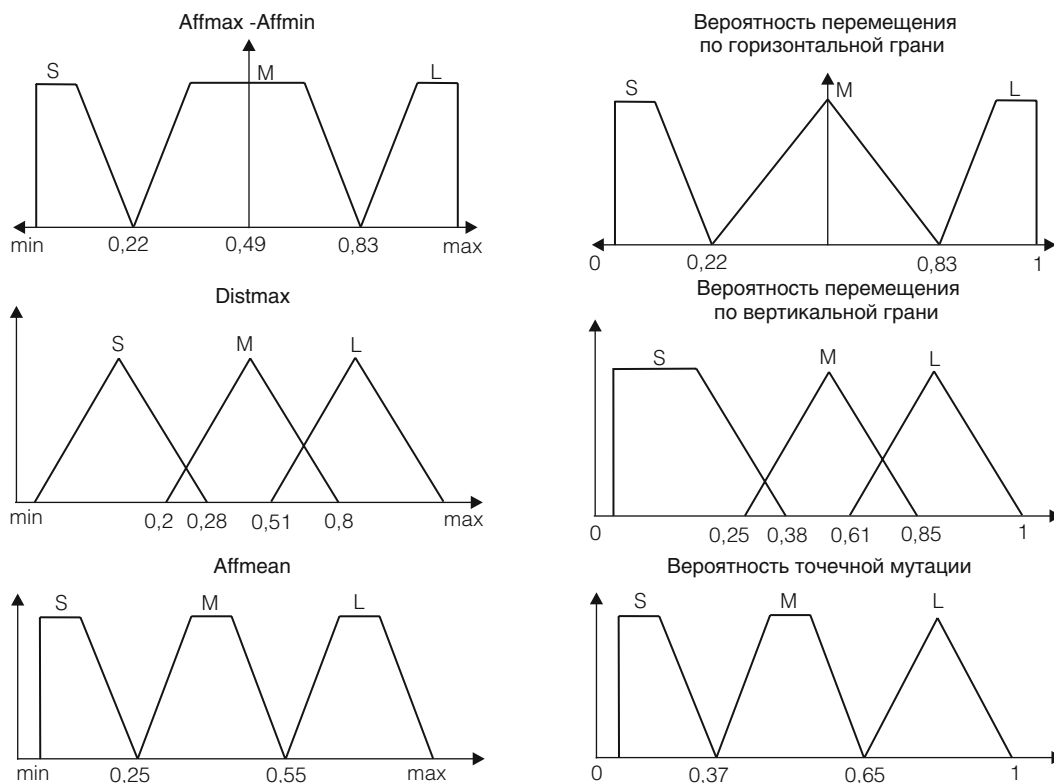 Affmax -Affmin
S
M
L
min
0,22
0,49
0,83
max
Вероятность перемещения
по горизонтальной грани
S
M
L
0
0,22
0,83
1
Distmax
S
M
L
min
0,2
0,28
0,51
0,8
max
Вероятность перемещения
по вертикальной грани
S
M
L
0
0,25
0,38
0,61
0,85
1
Affmean
S
M
L
min
0,25
0,55
max
Вероятность точечной мутации
S
M
L
0
0,37
0,65
1